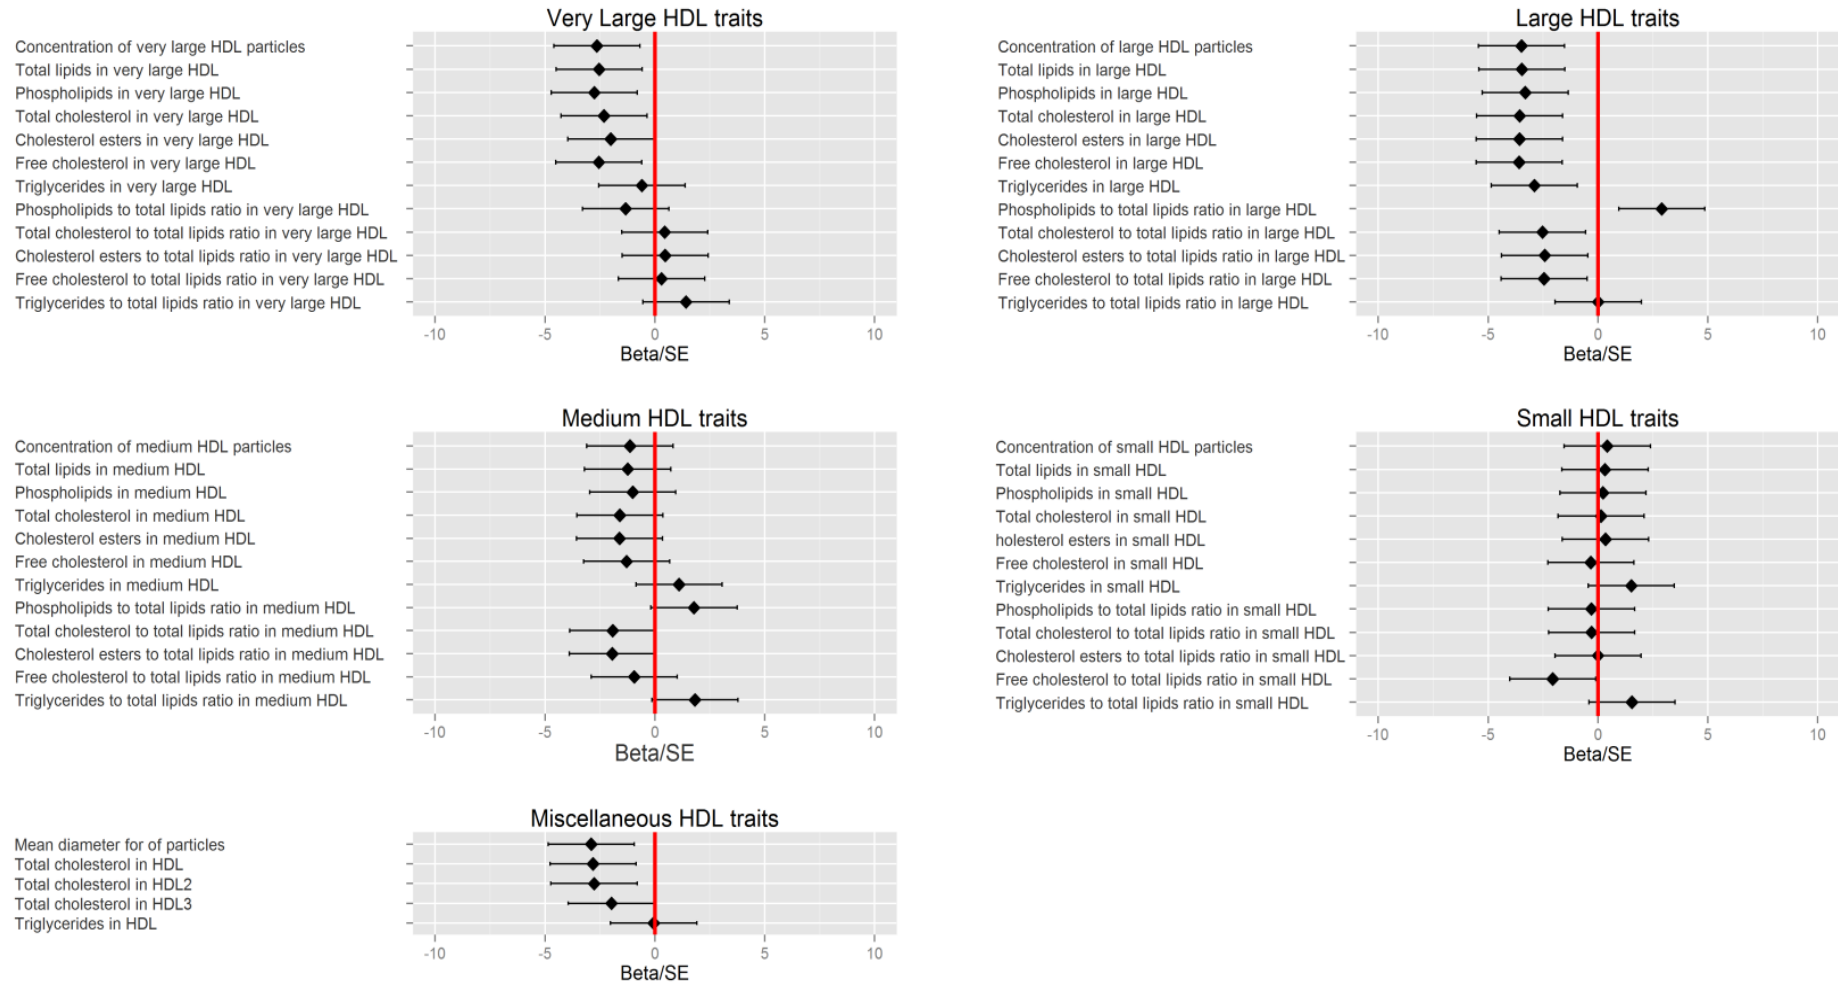 Very Large HDL traits
Concentration of very large HDL particles
Total lipids in very large HDL
Phospholipids in very large HDL
Total cholesterol in very large HDL
Cholesterol esters in very large HDL
Free cholesterol in very large HDL
Triglycerides in very large HDL
Phospholipids to total lipids ratio in very large HDL
Total cholesterol to total lipids ratio in very large HDL
Cholesterol esters to total lipids ratio in very large HDL
Free cholesterol to total lipids ratio in very large HDL
Triglycerides to total lipids ratio in very large HDL
-10 -5 0 5 10
Beta/SE
Large HDL traits
Concentration of large HDL particles
Total lipids in large HDL
Phospholipids in large HDL
Total cholesterol in large HDL
Cholesterol esters in large HDL
Free cholesterol in large HDL
Triglycerides in large HDL
Phospholipids to total lipids ratio in large HDL
Total cholesterol to total lipids ratio in large HDL
Cholesterol esters to total lipids ratio in large HDL
Free cholesterol to total lipids ratio in large HDL
Triglycerides to total lipids ratio in large HDL
-10 -5 0 5 10
Beta/SE
Medium HDL traits
Concentration of medium HDL particles
Total lipids in medium HDL
Phospholipids in medium HDL
Total cholesterol in medium HDL
Cholesterol esters in medium HDL
Free cholesterol in medium HDL
Triglycerides in medium HDL
Phospholipids to total lipids ratio in medium HDL
Total cholesterol to total lipids ratio in medium HDL
Cholesterol esters to total lipids ratio in medium HDL
Free cholesterol to total lipids ratio in medium HDL
Triglycerides to total lipids ratio in medium HDL
-10 -5 0 5 10
Beta/SE
Small HDL traits
Concentration of small HDL particles
Total lipids in small HDL
Phospholipids in small HDL
Total cholesterol in small HDL
holesterol esters in small HDL
Free cholesterol in small HDL
Triglycerides in small HDL
Phospholipids to total lipids ratio in small HDL
Total cholesterol to total lipids ratio in small HDL
Cholesterol esters to total lipids ratio in small HDL
Free cholesterol to total lipids ratio in small HDL
Triglycerides to total lipids ratio in small HDL
-10 -5 0 5 10
Beta/SE
Miscellaneous HDL traits
Mean diameter for of particles
Total cholesterol in HDL
Total cholesterol in HDL2
Total cholesterol in HDL3
Triglycerides in HDL
-10 -5 0 5 10
Beta/SE